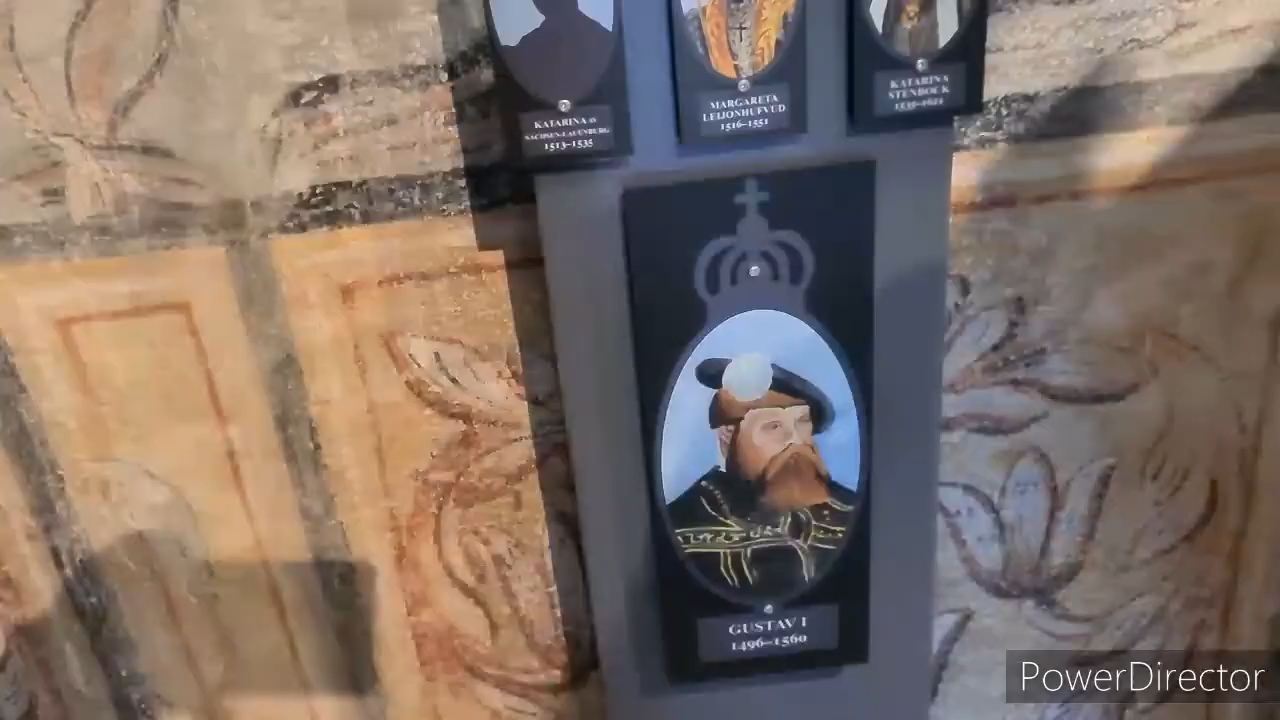 KATARINA av
SACHSEN-LAUENBURG
1513–1535
MARGARETA
LEIJONHUFVUD
1516–1551
KATARINA
STENBOCK
1535–1621
GUSTAV I
1496–1560
PowerDirector